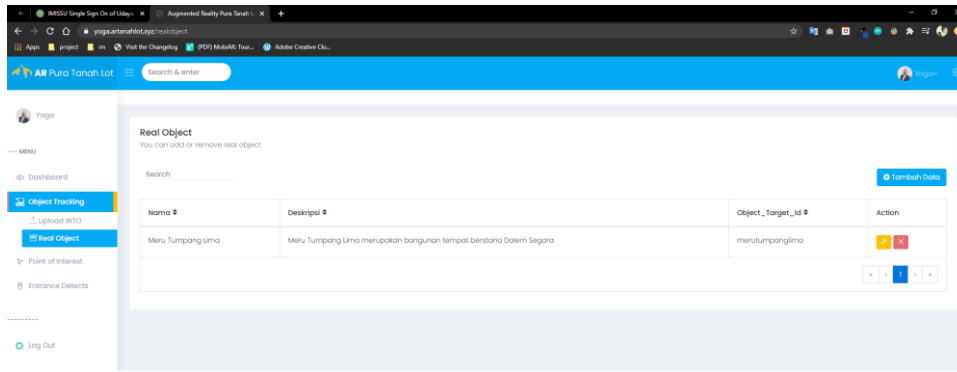 IMISSU Single Sign On of Uday
Augmented Reality Pura Tanah L
yoga.artanahlot.xyz/realobject
Apps project im Visit the Changelog (PDF) MobiAR: Tour... Adobe Creative Clo...
AR Pura Tanah Lot Search & enter Yoga
Yoga
MENU
Dashboard
Object Tracking
Upload WTO
Real Object
Point of Interest
Entrance Detects
---------
Log Out
Real Object
You can add or remove real object
Search Tambah Data
Nama Deskripsi Object_Target_Id Action
Meru Tumpang Lima Meru Tumpang Lima merupakan bangunan tempat berstana Dalem Segara merutumpanglima
« ‹ 1 › »